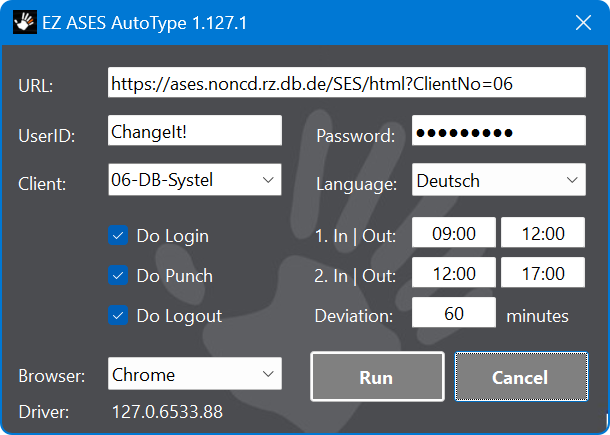 EZ ASES AutoType 1.127.1
URL: https://ases.noncd.rz.db.de/SES/html?ClientNo=06
UserID: ChangeIt! Password: ●●●●●●●●●
Client: 06-DB-Systel Language: Deutsch
Do Login 1. In | Out: 09:00 12:00
Do Punch 2. In | Out: 12:00 17:00
Do Logout Deviation: 60 minutes
Browser: Chrome Run Cancel
Driver: 127.0.6533.88